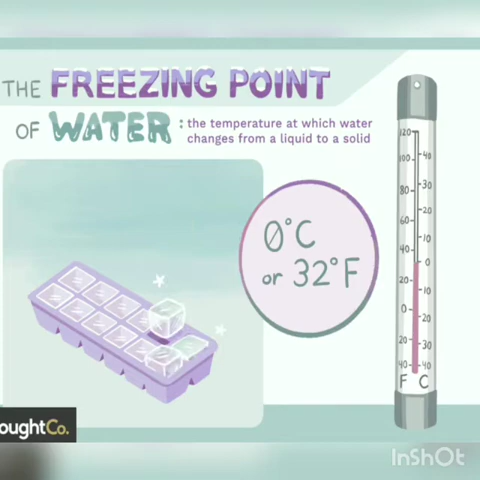 THE FREEZING POINT
OF WATER: the temperature at which water
changes from a liquid to a solid
0°C
or 32°F
120
100
80
60
40
20
0
20
40
F
40
30
20
10
0
10
20
30
40
C
oughtCo.
InShOt